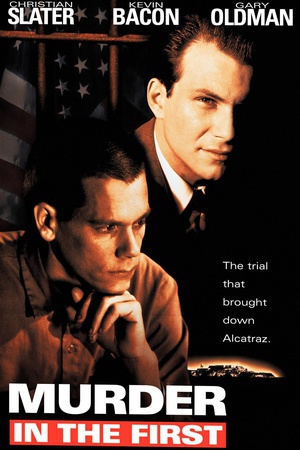 CHRISTIAN KEVIN GARY
SLATER BACON OLDMAN
The trial
that
brought
down
Alcatraz.
MURDER
IN THE FIRST